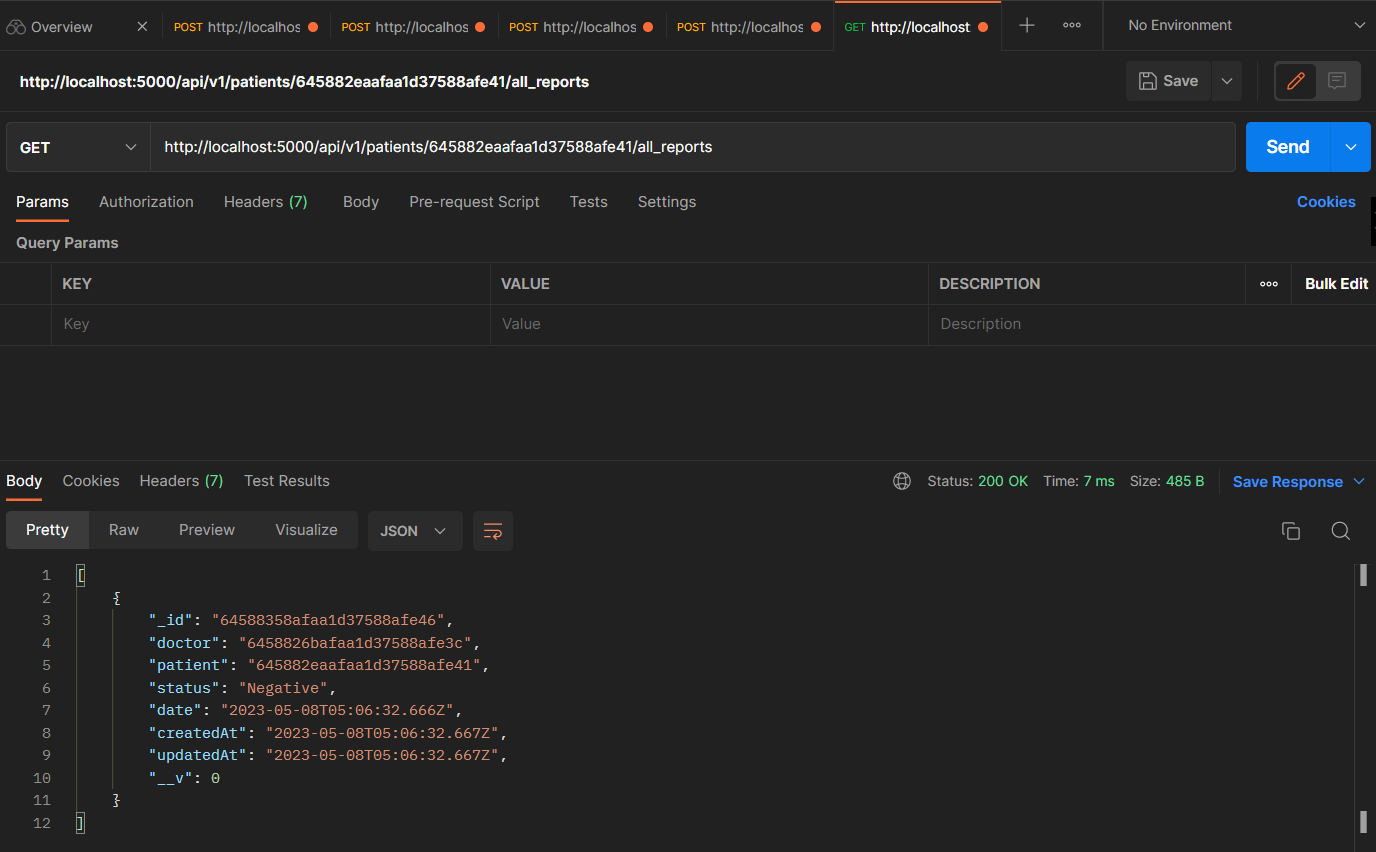 Overview
POST http://localhos
POST http://localhos
POST http://localhos
POST http://localhos
GET http://localhost
No Environment
http://localhost:5000/api/v1/patients/645882eaafaa1d37588afe41/all_reports
Save
GET
http://localhost:5000/api/v1/patients/645882eaafaa1d37588afe41/all_reports
Send
Params Authorization Headers (7) Body Pre-request Script Tests Settings Cookies
Query Params
KEY VALUE DESCRIPTION Bulk Edit
Key Value Description
Body Cookies Headers (7) Test Results Status: 200 OK Time: 7 ms Size: 485 B Save Response
Pretty Raw Preview Visualize JSON
1 [
2 {
3 "_id": "64588358afaa1d37588afe46",
4 "doctor": "6458826bafaa1d37588afe3c",
5 "patient": "645882eaafaa1d37588afe41",
6 "status": "Negative",
7 "date": "2023-05-08T05:06:32.666Z",
8 "createdAt": "2023-05-08T05:06:32.667Z",
9 "updatedAt": "2023-05-08T05:06:32.667Z",
10 "__v": 0
11 }
12 ]